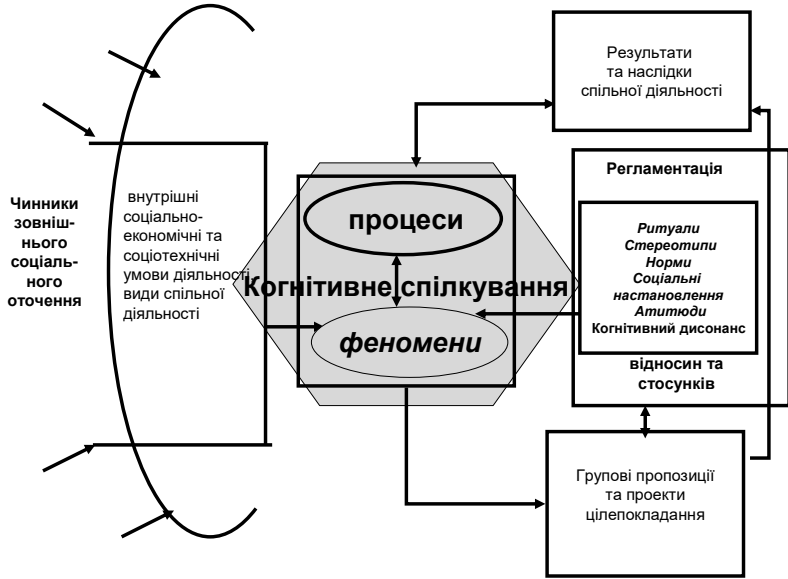 Чинники
зовніш-
нього
соціаль-
ного
оточення
внутрішні
соціально-
економічні та
соціотехнічні
умови діяльності,
види спільної
діяльності
процеси
Когнітивне спілкування
феномени
Результати
та наслідки
спільної діяльності
Регламентація
Ритуали
Стереотипи
Норми
Соціальні
настановлення
Атитюди
Когнітивний дисонанс
відносин та
стосунків
Групові пропозиції
та проекти
цілепокладання